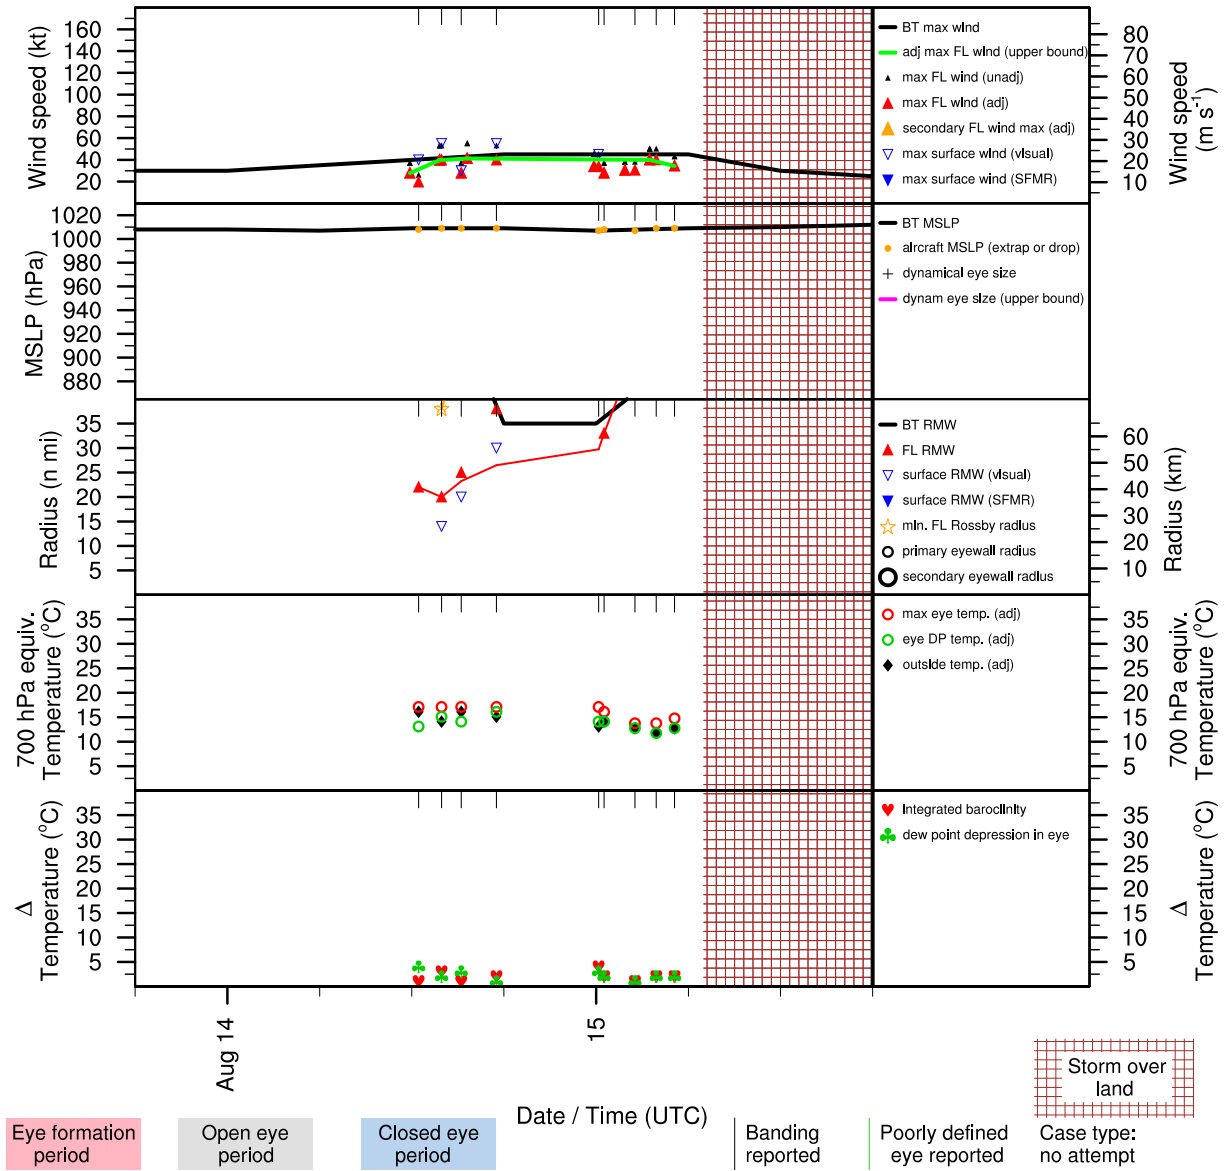 Wind speed (kt)
160
140
120
100
80
60
40
20
80
70
60
50
40
30
20
10
Wind speed
(m s⁻¹)
BT max wind
adj max FL wind (upper bound)
max FL wind (unadj)
max FL wind (adj)
secondary FL wind max (adj)
max surface wind (visual)
max surface wind (SFMR)
MSLP (hPa)
1020
1000
980
960
940
920
900
880
BT MSLP
aircraft MSLP (extrap or drop)
dynamical eye size
dynam eye size (upper bound)
Radius (n mi)
35
30
25
20
15
10
5
60
50
40
30
20
10
Radius (km)
BT RMW
FL RMW
surface RMW (visual)
surface RMW (SFMR)
min. FL Rossby radius
primary eyewall radius
secondary eyewall radius
700 hPa equiv.
Temperature (°C)
35
30
25
20
15
10
5
35
30
25
20
15
10
5
700 hPa equiv.
Temperature (°C)
max eye temp. (adj)
eye DP temp. (adj)
outside temp. (adj)
Δ
Temperature (°C)
35
30
25
20
15
10
5
35
30
25
20
15
10
5
Δ
Temperature (°C)
Integrated baroclinity
dew point depression in eye
Aug 14
15
Date / Time (UTC)
Storm over
land
Eye formation
period
Open eye
period
Closed eye
period
Banding
reported
Poorly defined
eye reported
Case type:
no attempt